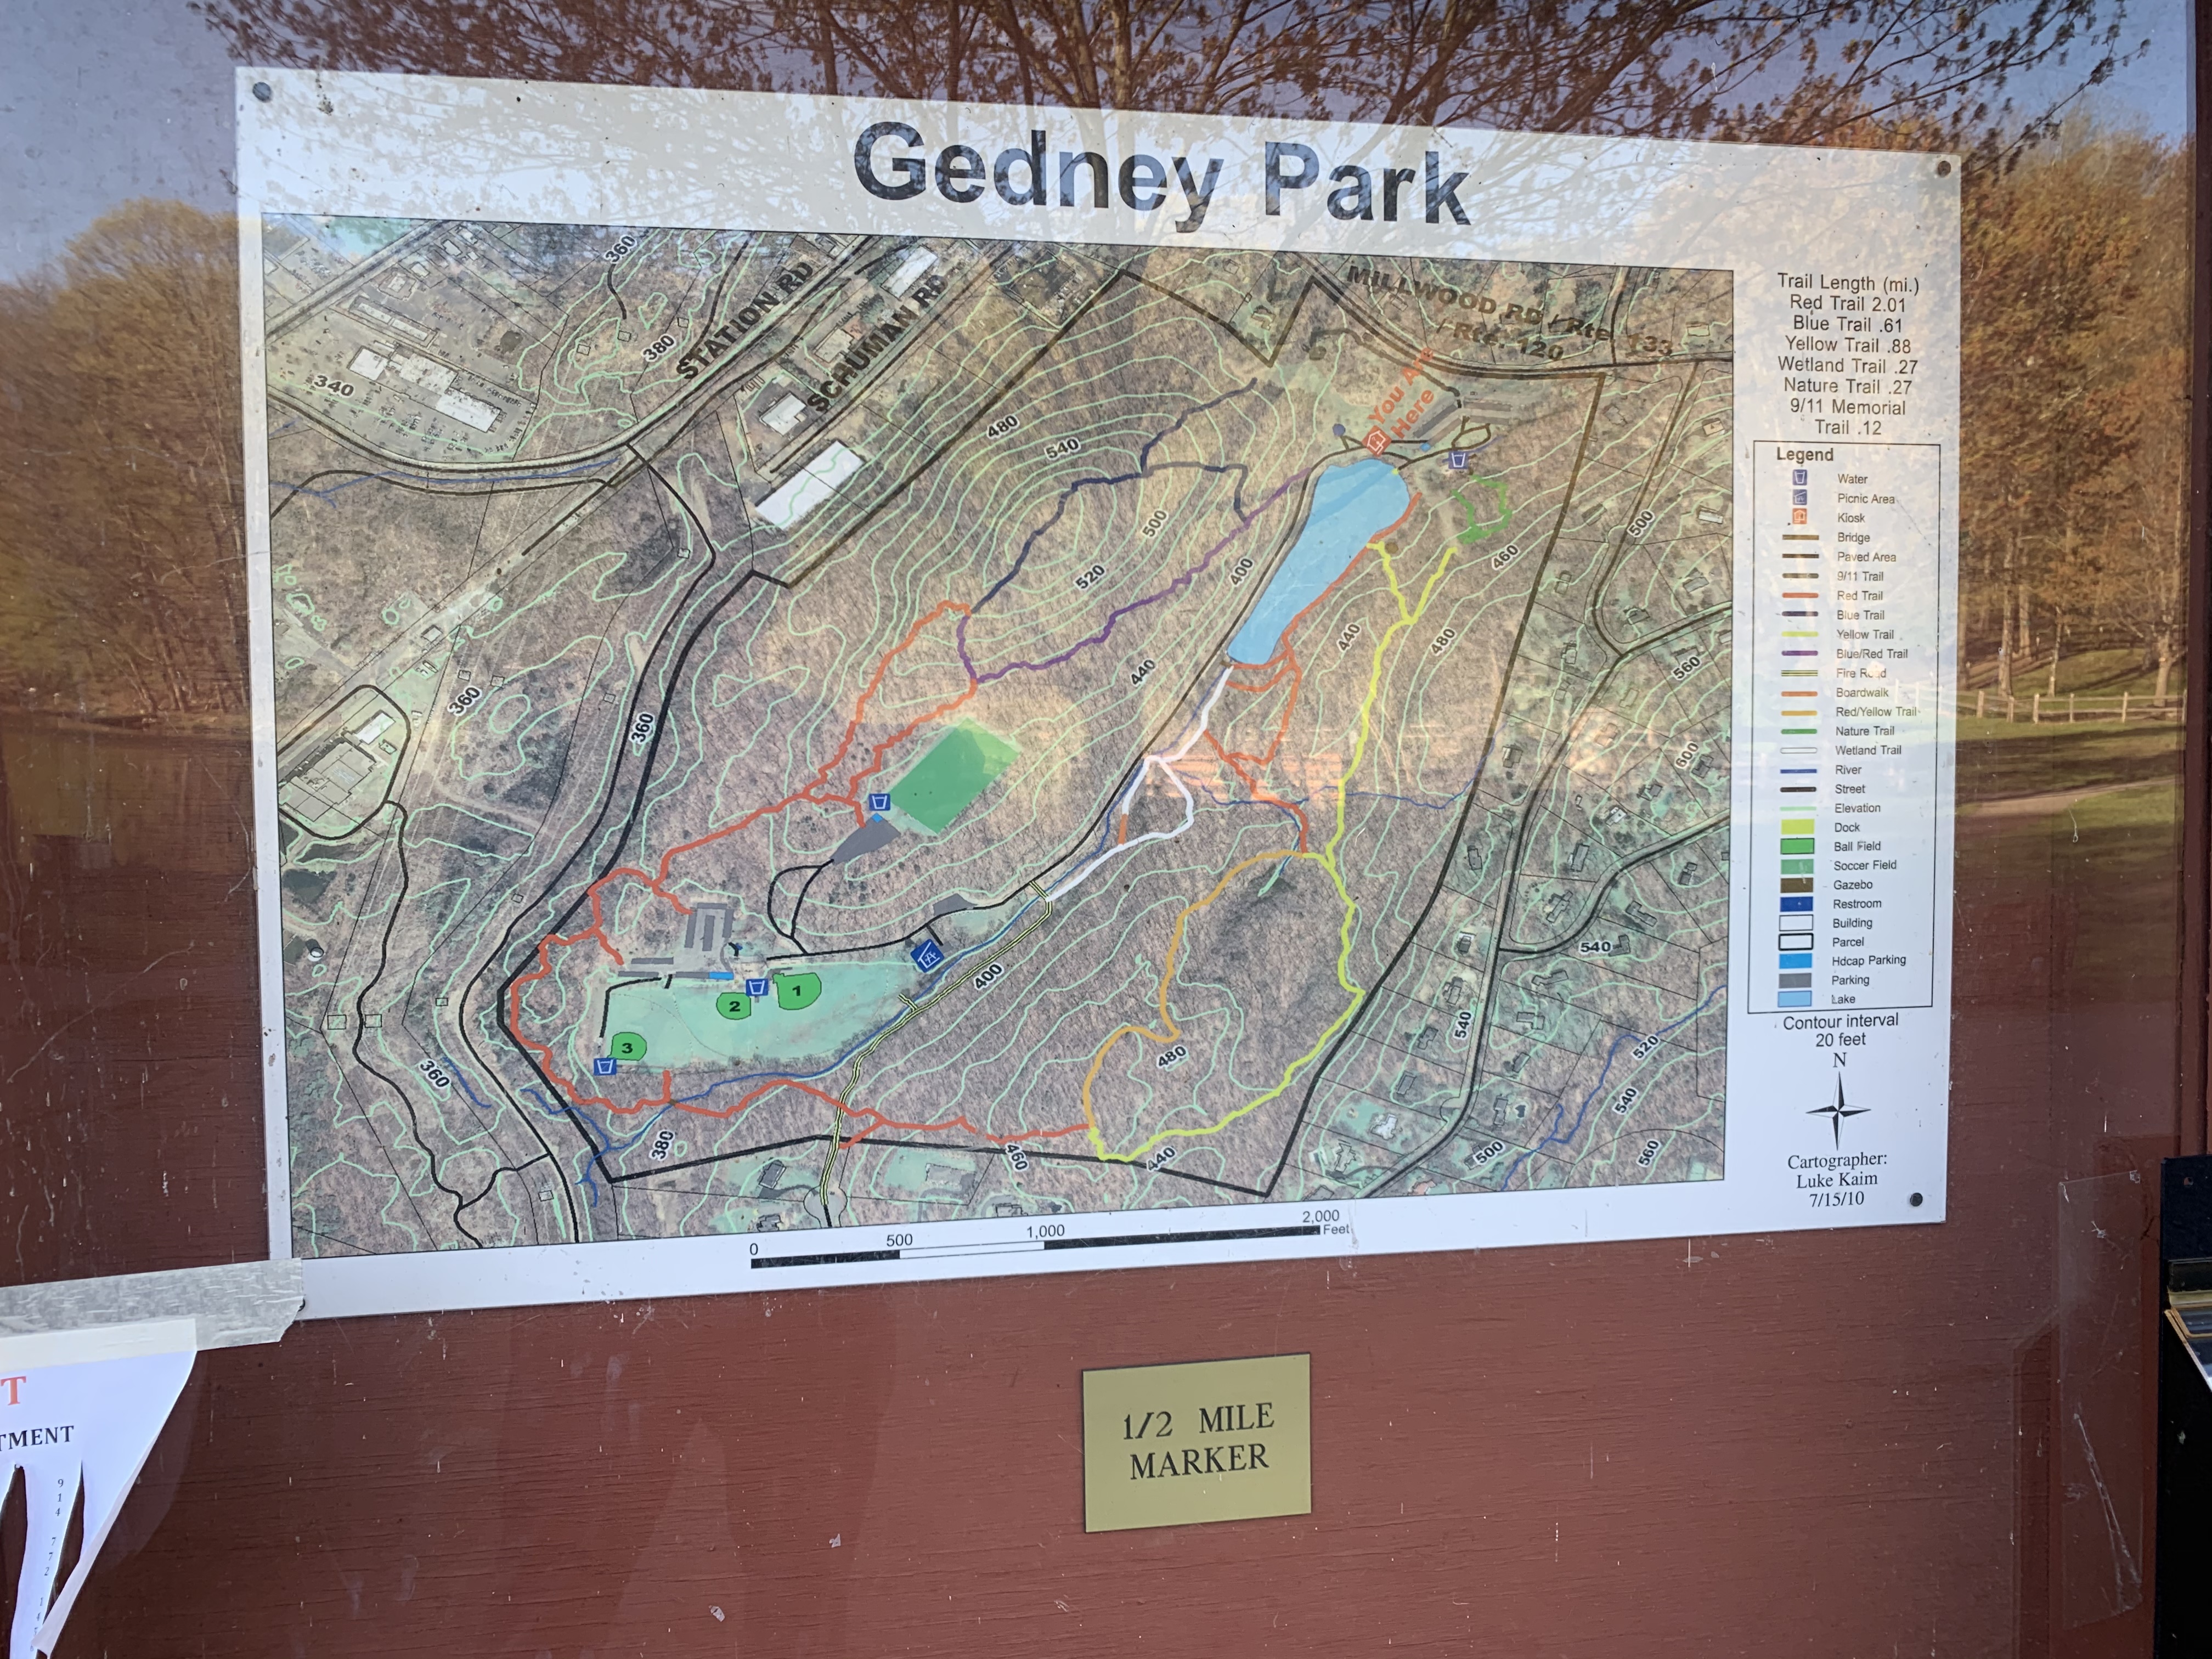 Gedney Park
360
380
340
STATION RD
SCHUMAN RD
MILLWOOD RD / Rte. 133
/ Rte. 120
You Are
Here
480
540
500
520
400
460
500
440
440
480
560
360
360
600
400
540
540
480
360
380
460
440
500
520
540
560
1
2
3
0
500
1,000
2,000
Feet
Trail Length (mi.)
Red Trail 2.01
Blue Trail .61
Yellow Trail .88
Wetland Trail .27
Nature Trail .27
9/11 Memorial
Trail .12
Legend
Water
Picnic Area
Kiosk
Bridge
Paved Area
9/11 Trail
Red Trail
Blue Trail
Yellow Trail
Blue/Red Trail
Fire Road
Boardwalk
Red/Yellow Trail
Nature Trail
Wetland Trail
River
Street
Elevation
Dock
Ball Field
Soccer Field
Gazebo
Restroom
Building
Parcel
Hdcap Parking
Parking
Lake
Contour interval
20 feet
N
Cartographer:
Luke Kaim
7/15/10
1/2 MILE
MARKER
T
TMENT